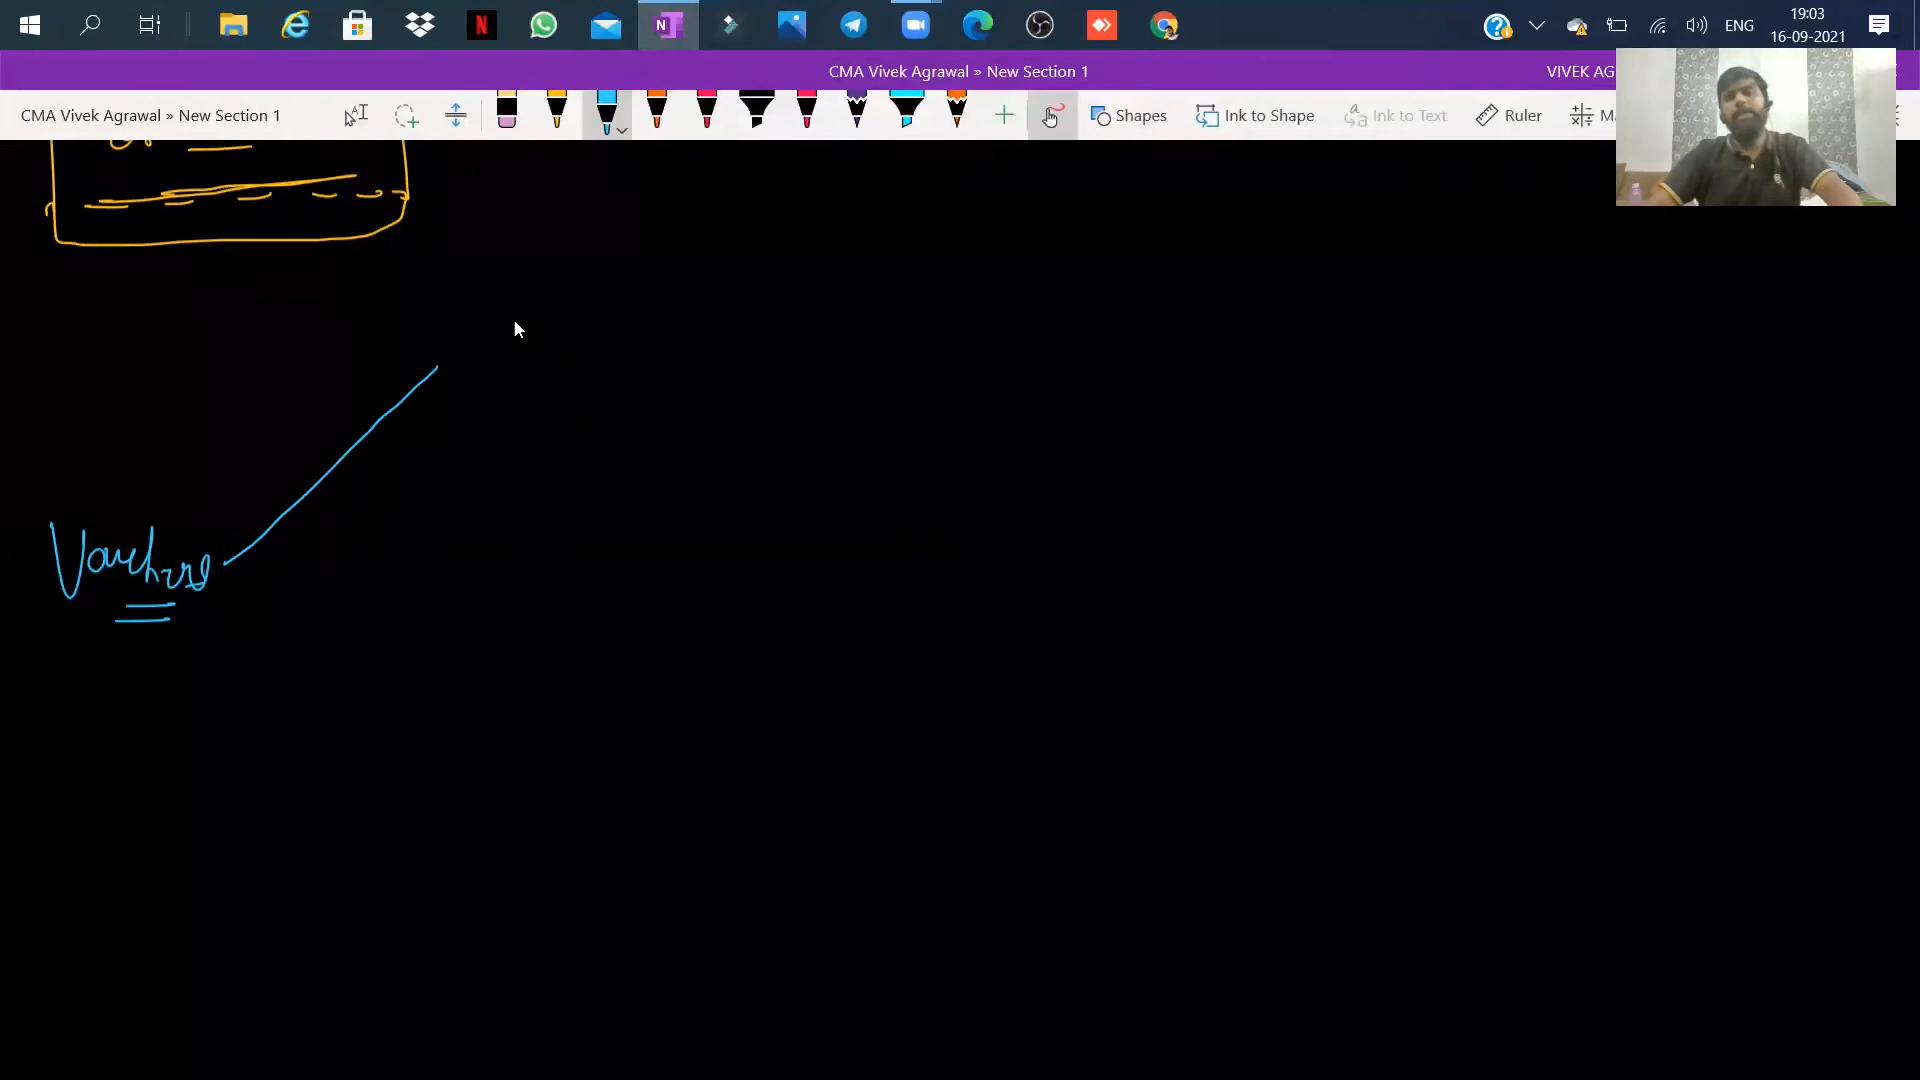 19:03
ENG
16-09-2021
CMA Vivek Agrawal » New Section 1
VIVEK AG
CMA Vivek Agrawal » New Section 1
Shapes
Ink to Shape
Ink to Text
Ruler
Vouchers